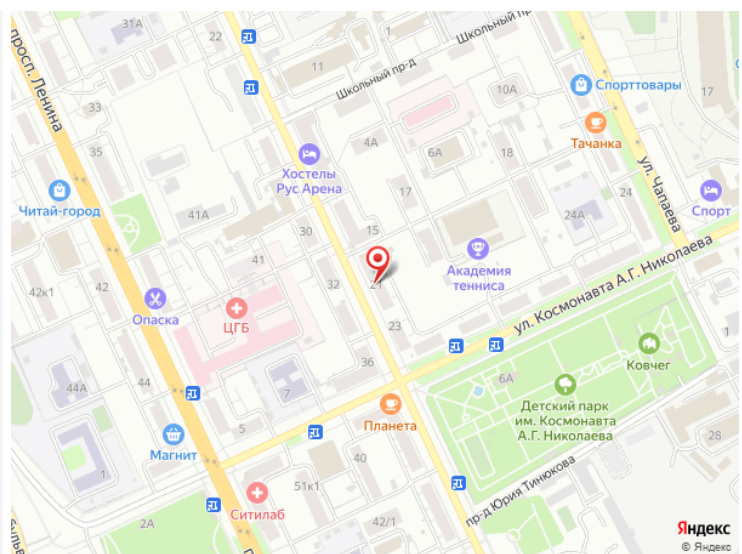 просп. Ленина
31А
22
11
Школьный пр-д
Школьный пр-д
10А
Спорттовары
17
33
35
4А
6А
18
Тачанка
Хостелы
Рус Арена
Читай-город
41А
17
24
24А
ул. Чапаева
Спорт
30
15
41
42к1
32
21
Академия
тенниса
ул. Космонавта А.Г. Николаева
Опаска
ЦГБ
23
1
44А
44
36
7
6А
Ковчег
Планета
Детский парк
им. Космонавта
А.Г. Николаева
28
Магнит
40
51к1
Ситилаб
пр-д Юрия Тинюкова
2А
42/1
Яндекс
© Яндекс